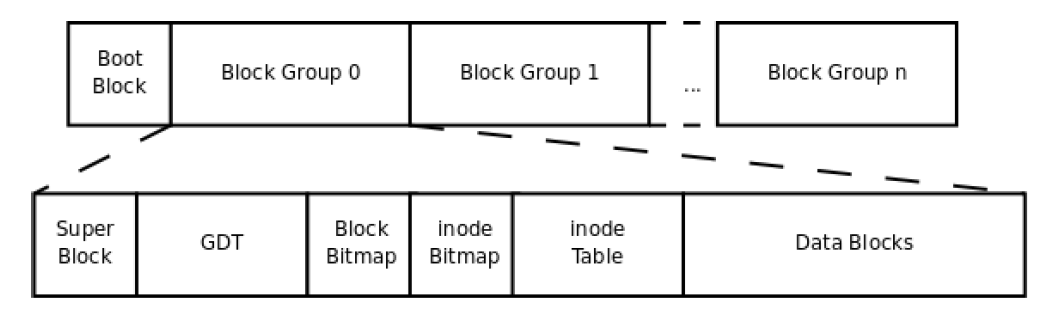 Boot
Block
Block Group 0
Block Group 1
...
Block Group n
Super
Block
GDT
Block
Bitmap
inode
Bitmap
inode
Table
Data Blocks